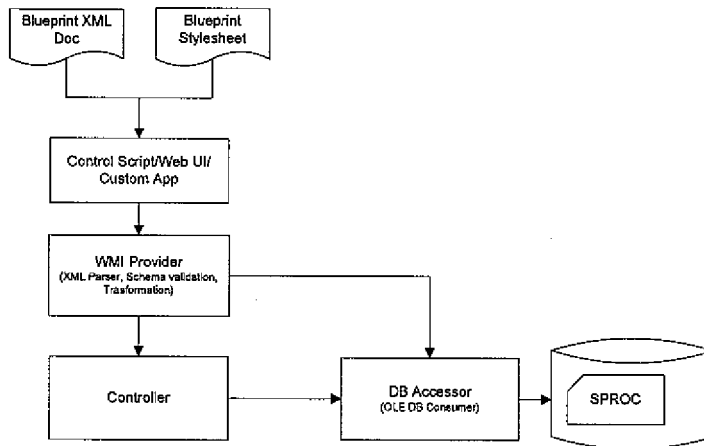 Blueprint XML
Doc
Blueprint
Stylesheet
Control Script/Web UI/
Custom App
WMI Provider
(XML Parser, Schema validation,
Trasformation)
Controller
DB Accessor
(OLE DB Consumer)
SPROC